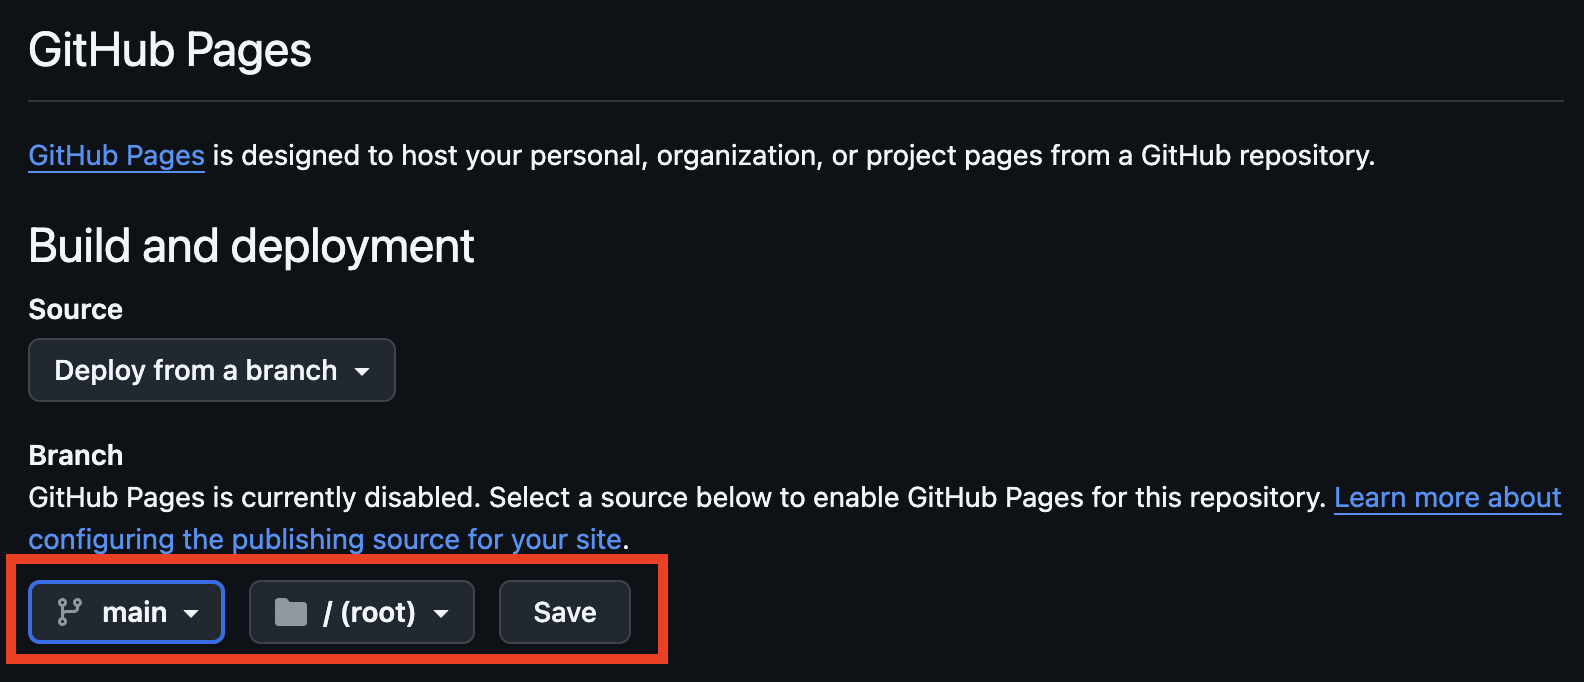 GitHub Pages
GitHub Pages is designed to host your personal, organization, or project pages from a GitHub repository.
Build and deployment
Source
Deploy from a branch
Branch
GitHub Pages is currently disabled. Select a source below to enable GitHub Pages for this repository. Learn more about
configuring the publishing source for your site.
main / (root) Save